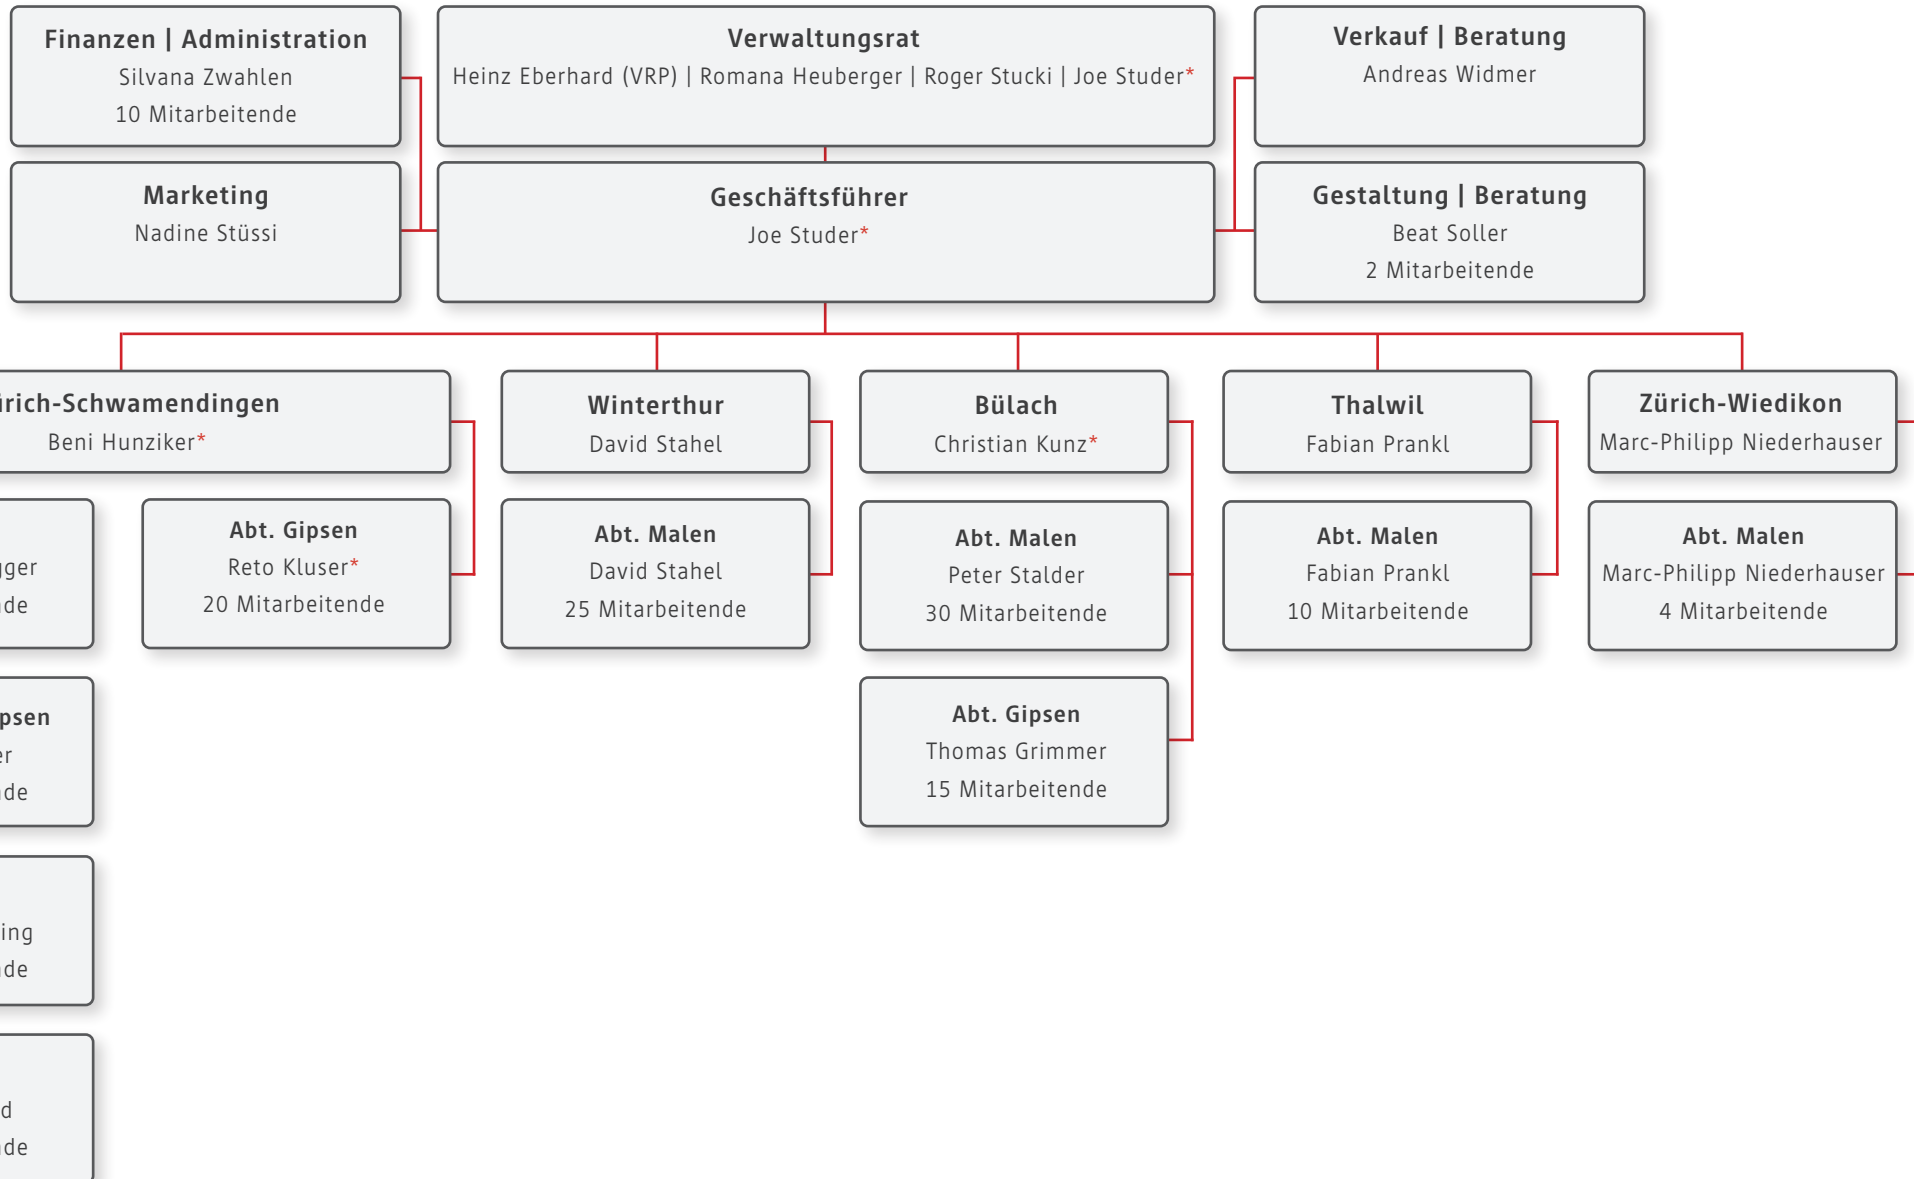 Finanzen | Administration
Silvana Zwahlen
10 Mitarbeitende
Verwaltungsrat
Heinz Eberhard (VRP) | Romana Heuberger | Roger Stucki | Joe Studer*
Verkauf | Beratung
Andreas Widmer
Marketing
Nadine Stüssi
Geschäftsführer
Joe Studer*
Gestaltung | Beratung
Beat Soller
2 Mitarbeitende
Beni Hunziker*
Winterthur
David Stahel
Bülach
Christian Kunz*
Thalwil
Fabian Prankl
Zürich-Wiedikon
Marc-Philipp Niederhauser
Abt. Gipsen
Reto Kluser*
20 Mitarbeitende
Abt. Malen
David Stahel
25 Mitarbeitende
Abt. Malen
Peter Stalder
30 Mitarbeitende
Abt. Malen
Fabian Prankl
10 Mitarbeitende
Abt. Malen
Marc-Philipp Niederhauser
4 Mitarbeitende
Abt. Gipsen
Thomas Grimmer
15 Mitarbeitende